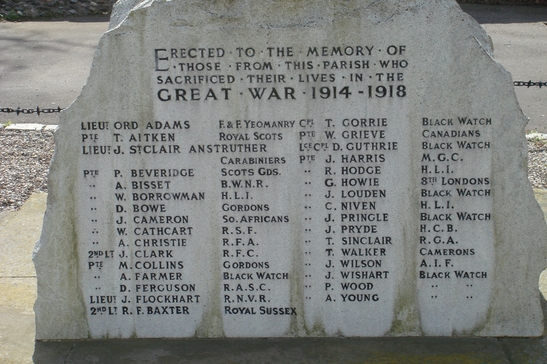 ERECTED · TO · THE · MEMORY · OF
· THOSE · FROM · THIS · PARISH · WHO
SACRIFICED · THEIR · LIVES · IN · THE
GREAT · WAR · 1914-1918
LIEUT ORD ADAMS F.& F. YEOMANRY
PTE T. AITKEN ROYAL SCOTS
LIEUT J. ST CLAIR ANSTRUTHER
CARABINIERS
PTE P. BEVERIDGE SCOTS GDS.
" A. BISSET B.W.N.R.
" W. BORROWMAN H.L.I.
" D. BOWE GORDONS
" J. CAMERON SO. AFRICANS
" W. CATHCART R.S.F.
" A. CHRISTIE R.F.A.
2ND LT J. CLARK R.F.C.
PTE M. COLLINS GORDONS
" A. FARMER BLACK WATCH
" D. FERGUSON R.A.S.C.
LIEUT J. FLOCKHART R.N.V.R.
2ND LT R. F. BAXTER ROYAL SUSSEX
CPL T. GORRIE BLACK WATCH
PTE W. GRIEVE CANADIANS
LCE CPL D. GUTHRIE BLACK WATCH
PTE J. HARRIS M.G.C.
" R. HODGE H.L.I.
" G. HOWIE 8TH LONDONS
" J. LOUDEN BLACK WATCH
" C. NIVEN H.L.I.
" J. PRINGLE BLACK WATCH
" J. PRYDE H.C.B.
" T. SINCLAIR R.G.A.
" T. WALKER CAMERONS
" J. WILSON A.I.F.
" J. WISHART BLACK WATCH
" P. WOOD " "
" A. YOUNG " "